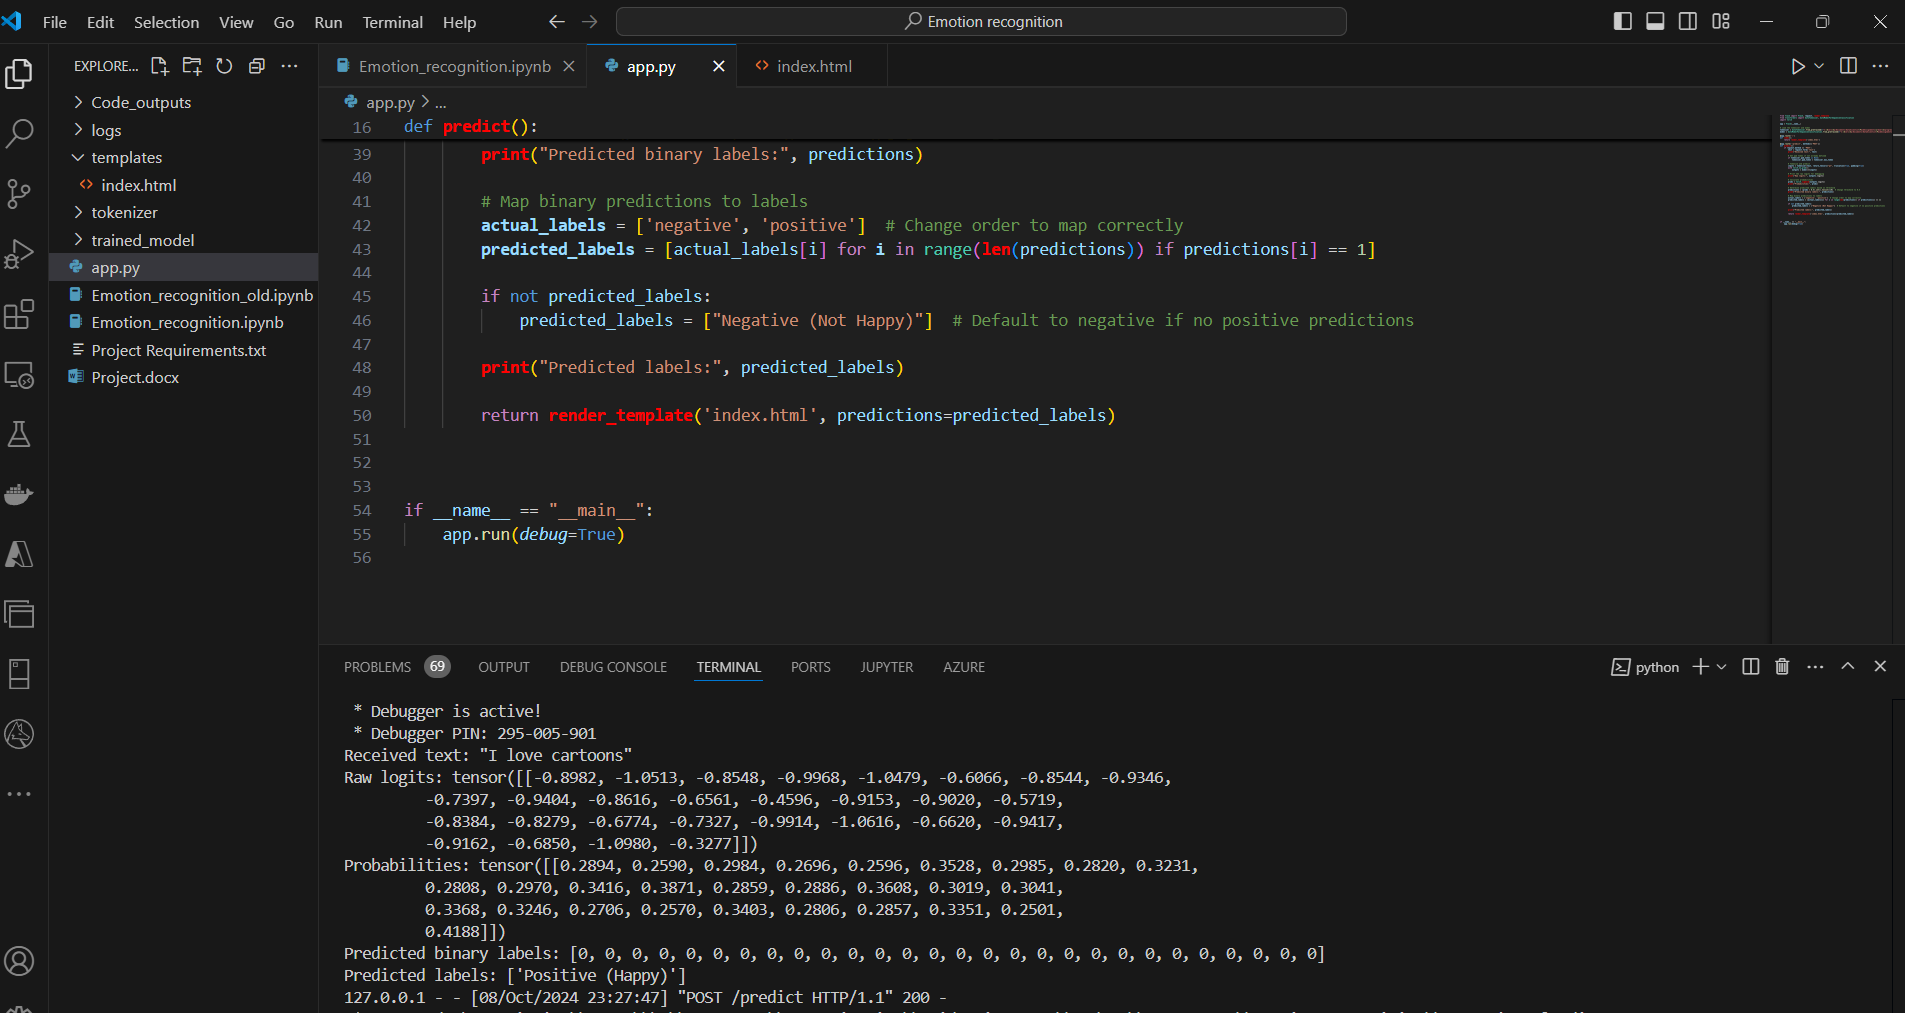 File Edit Selection View Go Run Terminal Help
Emotion recognition
EXPLORE...
Code_outputs
logs
templates
index.html
tokenizer
trained_model
app.py
Emotion_recognition_old.ipynb
Emotion_recognition.ipynb
Project Requirements.txt
Project.docx
Emotion_recognition.ipynb
app.py
index.html
app.py > ...
16 def predict():
39 print("Predicted binary labels:", predictions)
40
41 # Map binary predictions to labels
42 actual_labels = ['negative', 'positive']  # Change order to map correctly
43 predicted_labels = [actual_labels[i] for i in range(len(predictions)) if predictions[i] == 1]
44
45 if not predicted_labels:
46 predicted_labels = ["Negative (Not Happy)"]  # Default to negative if no positive predictions
47
48 print("Predicted labels:", predicted_labels)
49
50 return render_template('index.html', predictions=predicted_labels)
51
52
53
54 if __name__ == "__main__":
55 app.run(debug=True)
56
PROBLEMS 69 OUTPUT DEBUG CONSOLE TERMINAL PORTS JUPYTER AZURE
python
* Debugger is active!
* Debugger PIN: 295-005-901
Received text: "I love cartoons"
Raw logits: tensor([[-0.8982, -1.0513, -0.8548, -0.9968, -1.0479, -0.6066, -0.8544, -0.9346,
-0.7397, -0.9404, -0.8616, -0.6561, -0.4596, -0.9153, -0.9020, -0.5719,
-0.8384, -0.8279, -0.6774, -0.7327, -0.9914, -1.0616, -0.6620, -0.9417,
-0.9162, -0.6850, -1.0980, -0.3277]])
Probabilities: tensor([[0.2894, 0.2590, 0.2984, 0.2696, 0.2596, 0.3528, 0.2985, 0.2820, 0.3231,
0.2808, 0.2970, 0.3416, 0.3871, 0.2859, 0.2886, 0.3608, 0.3019, 0.3041,
0.3368, 0.3246, 0.2706, 0.2570, 0.3403, 0.2806, 0.2857, 0.3351, 0.2501,
0.4188]])
Predicted binary labels: [0, 0, 0, 0, 0, 0, 0, 0, 0, 0, 0, 0, 0, 0, 0, 0, 0, 0, 0, 0, 0, 0, 0, 0, 0, 0, 0, 0]
Predicted labels: ['Positive (Happy)']
127.0.0.1 - - [08/Oct/2024 23:27:47] "POST /predict HTTP/1.1" 200 -